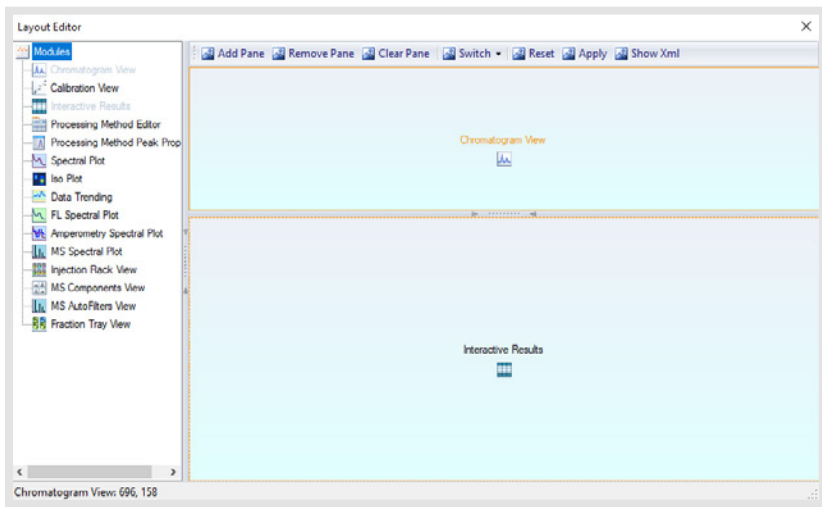 Layout Editor
Modules
Chromatogram View
Calibration View
Interactive Results
Processing Method Editor
Processing Method Peak Prop
Spectral Plot
Iso Plot
Data Trending
FL Spectral Plot
Amperometry Spectral Plot
MS Spectral Plot
Injection Rack View
MS Components View
MS AutoFilters View
Fraction Tray View
Add Pane Remove Pane Clear Pane Switch Reset Apply Show Xml
Chromatogram View
Interactive Results
Chromatogram View: 696, 158